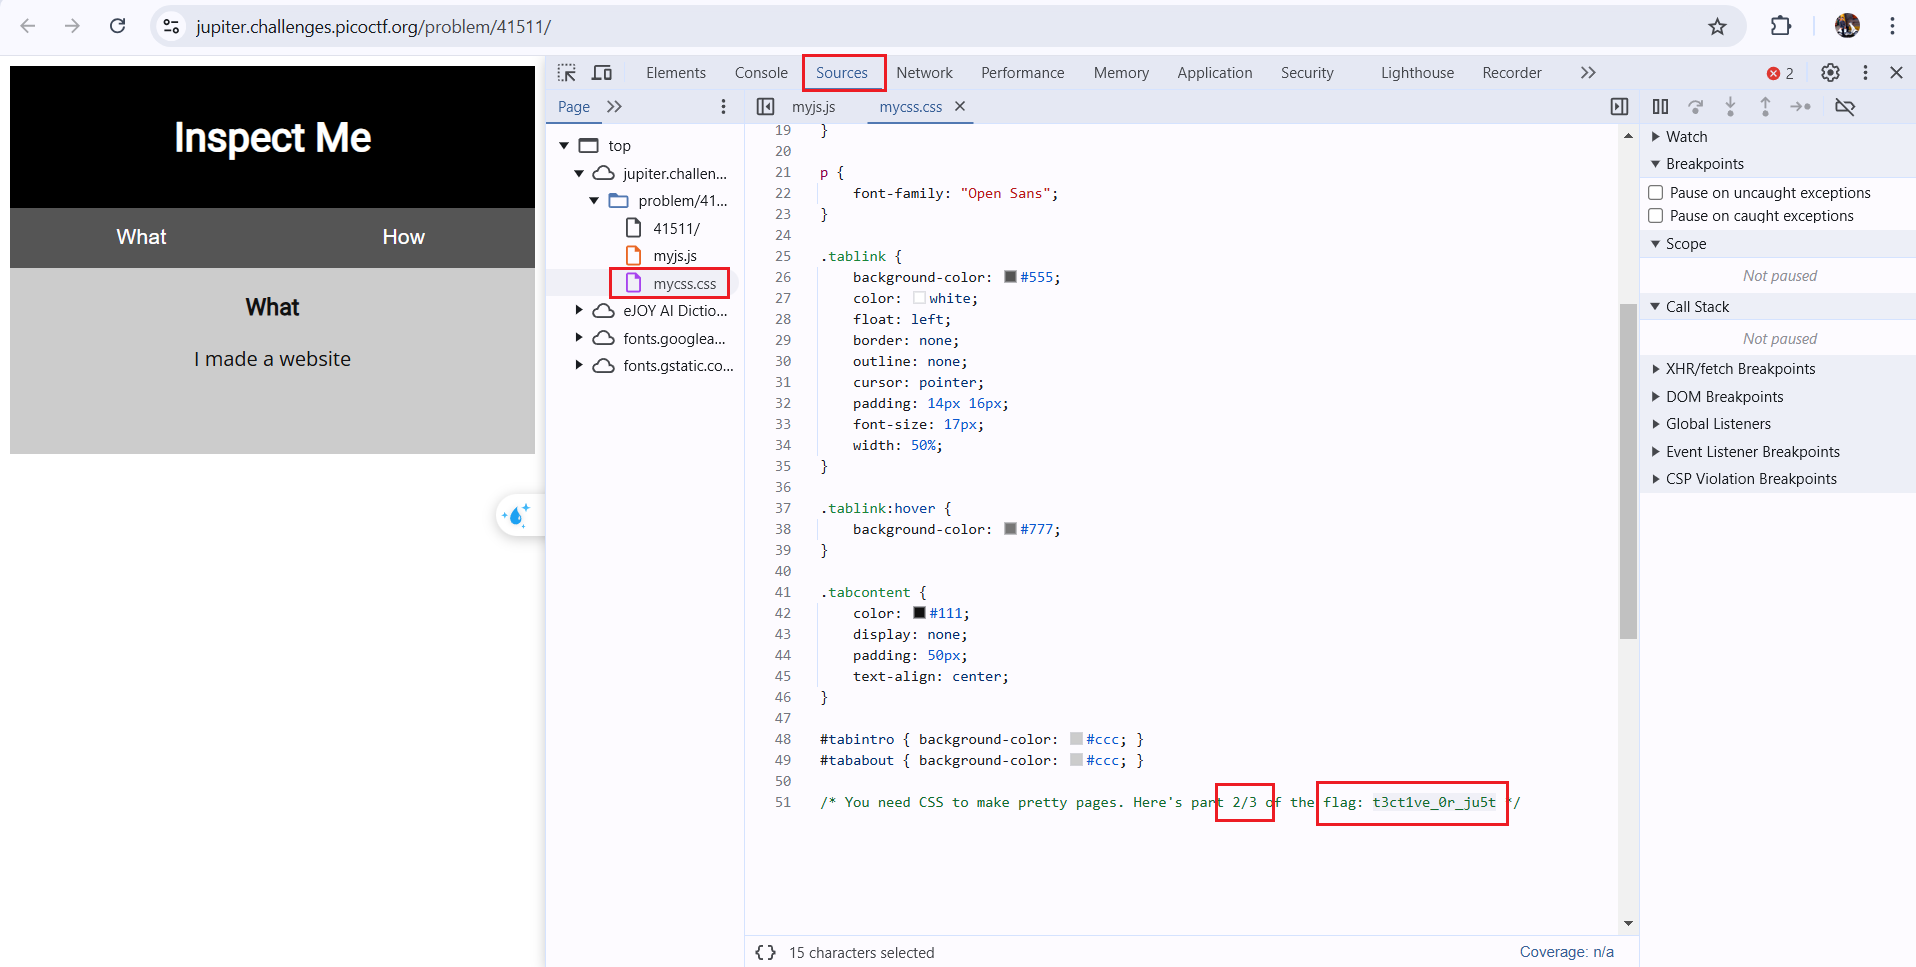 jupiter.challenges.picoctf.org/problem/41511/
Inspect Me
What How
What
I made a website
Elements Console Sources Network Performance Memory Application Security Lighthouse Recorder 2
Page myjs.js mycss.css
top
jupiter.challen...
problem/41...
41511/
myjs.js
mycss.css
eJOY AI Dictio...
fonts.googlea...
fonts.gstatic.co...
19 }
20
21 p {
22 font-family: "Open Sans";
23 }
24
25 .tablink {
26 background-color: #555;
27 color: white;
28 float: left;
29 border: none;
30 outline: none;
31 cursor: pointer;
32 padding: 14px 16px;
33 font-size: 17px;
34 width: 50%;
35 }
36
37 .tablink:hover {
38 background-color: #777;
39 }
40
41 .tabcontent {
42 color: #111;
43 display: none;
44 padding: 50px;
45 text-align: center;
46 }
47
48 #tabintro { background-color: #ccc; }
49 #tababout { background-color: #ccc; }
50
51 /* You need CSS to make pretty pages. Here's part 2/3 of the flag: t3ct1ve_0r_ju5t */
{} 15 characters selected Coverage: n/a
Watch
Breakpoints
Pause on uncaught exceptions
Pause on caught exceptions
Scope
Not paused
Call Stack
Not paused
XHR/fetch Breakpoints
DOM Breakpoints
Global Listeners
Event Listener Breakpoints
CSP Violation Breakpoints